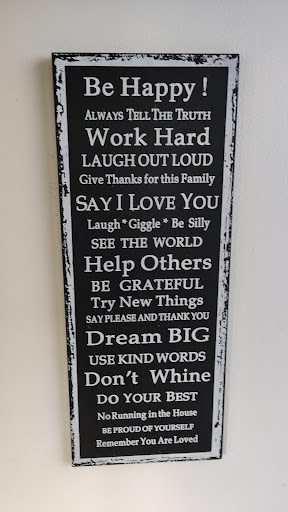 Be Happy !
ALWAYS TELL THE TRUTH
Work Hard
LAUGH OUT LOUD
Give Thanks for this Family
SAY I LOVE YOU
Laugh * Giggle * Be Silly
SEE THE WORLD
Help Others
BE GRATEFUL
Try New Things
SAY PLEASE AND THANK YOU
Dream BIG
USE KIND WORDS
Don't Whine
DO YOUR BEST
No Running in the House
BE PROUD OF YOURSELF
Remember You Are Loved